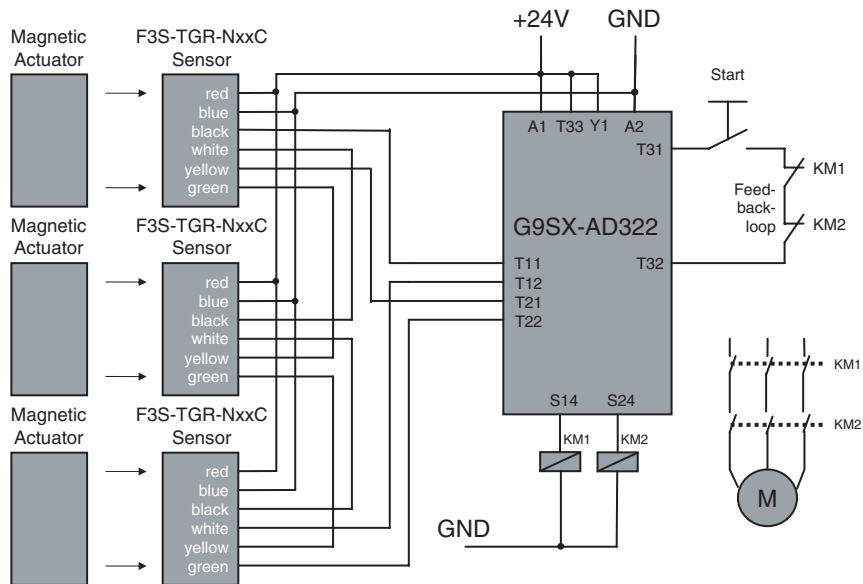 +24V
GND
Magnetic
Actuator
F3S-TGR-NxxC
Sensor
red
blue
black
white
yellow
green
Magnetic
Actuator
F3S-TGR-NxxC
Sensor
red
blue
black
white
yellow
green
Magnetic
Actuator
F3S-TGR-NxxC
Sensor
red
blue
black
white
yellow
green
A1
T33
Y1
A2
T31
G9SX-AD322
T11
T12
T21
T22
T32
S14
S24
KM1
KM2
GND
Start
KM1
Feed-
back-
loop
KM2
KM1
KM2
M